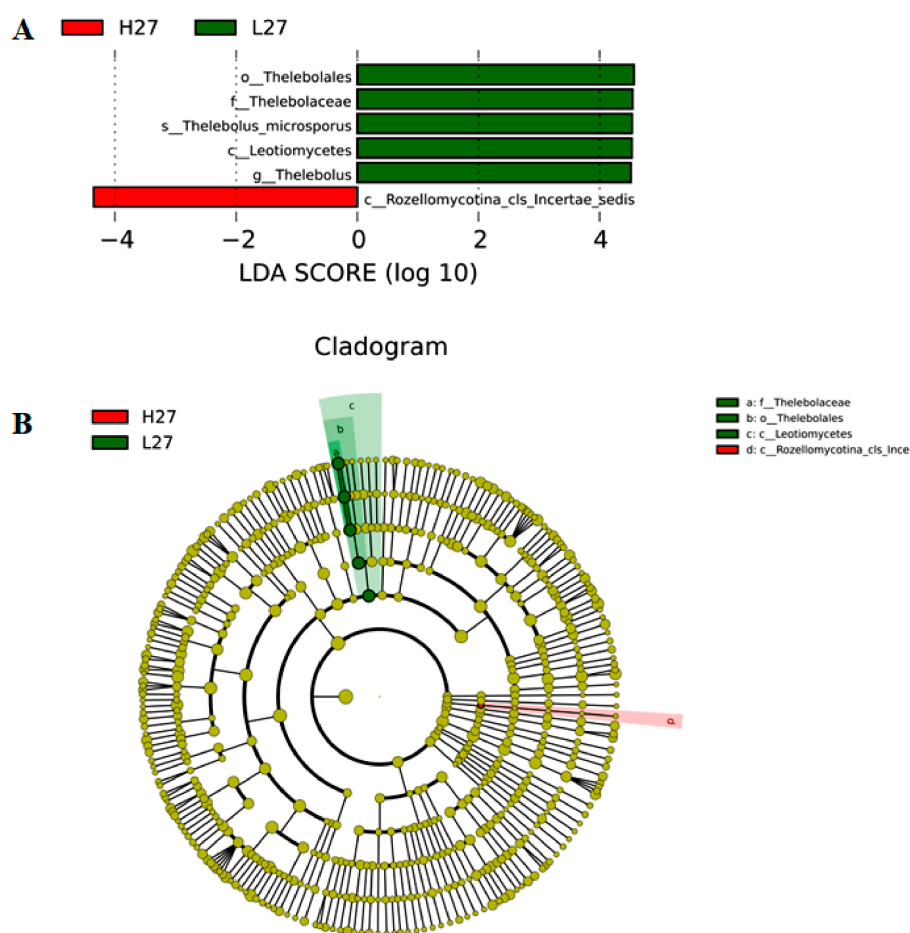 A H27 L27
o__Thelebolales
f__Thelebolaceae
s__Thelebolus_microsporus
c__Leotiomycetes
g__Thelebolus
c__Rozellomycotina_cls_Incertae_sedis
−4 −2 0 2 4
LDA SCORE (log 10)
Cladogram
B H27
L27
a: f__Thelebolaceae
b: o__Thelebolales
c: c__Leotiomycetes
d: c__Rozellomycotina_cls_Ince
c
b
a
d